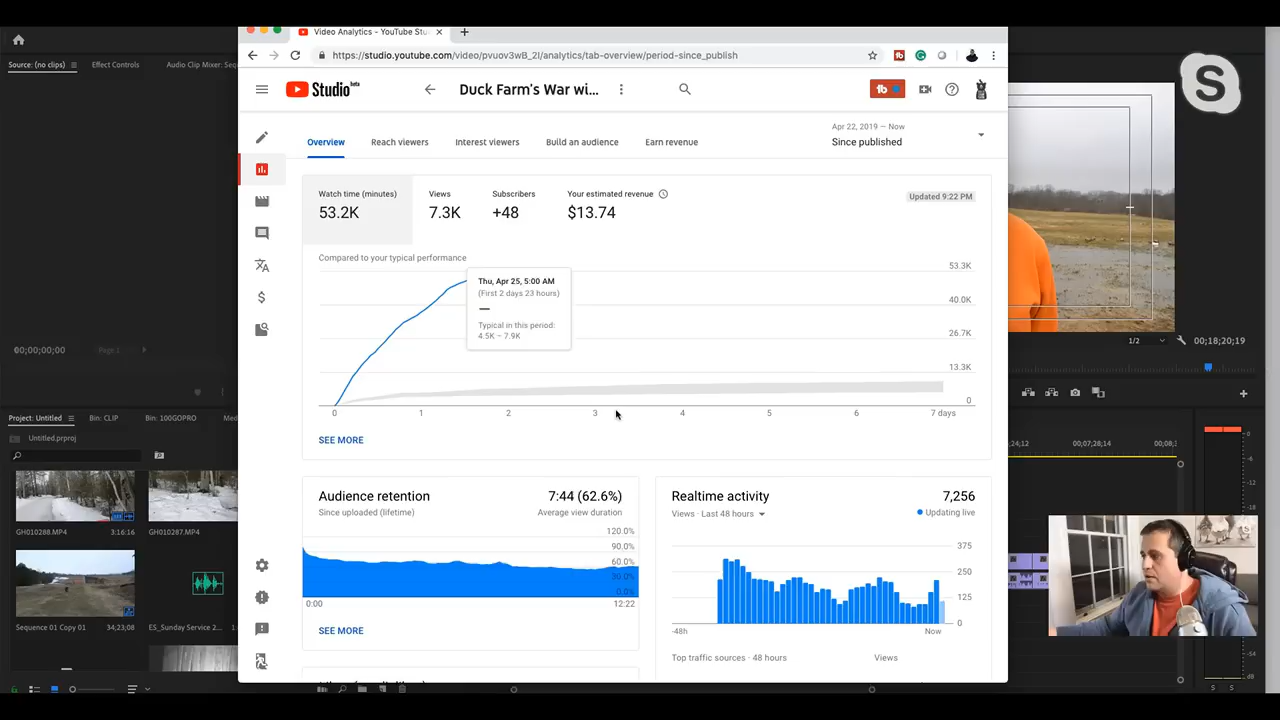 Video Analytics - YouTube Stu
https://studio.youtube.com/video/pvuov3wB_2I/analytics/tab-overview/period-since_publish
Source: (no clips)
Effect Controls
Audio Clip Mixer: Seq
Studio beta
Duck Farm's War wi...
tb
S
Overview
Reach viewers
Interest viewers
Build an audience
Earn revenue
Apr 22, 2019 — Now
Since published
Watch time (minutes)
53.2K
Views
7.3K
Subscribers
+48
Your estimated revenue
$13.74
Updated 9:22 PM
Compared to your typical performance
Thu, Apr 25, 5:00 AM
(First 2 days 23 hours)
—
Typical in this period:
4.5K ~ 7.9K
53.3K
40.0K
26.7K
13.3K
0
0 1 2 3 4 5 6 7 days
SEE MORE
00;00;00;00
Page 1
1/2
00;18;20;19
Project: Untitled
Bin: CLIP
Bin: 100GOPRO
Med
Untitled.prproj
GH010288.MP4
3:16:16
GH010287.MP4
Sequence 01 Copy 01
34;23;08
ES_Sunday Service 2...
Audience retention
Since uploaded (lifetime)
7:44 (62.6%)
Average view duration
120.0%
90.0%
60.0%
30.0%
0.0%
0:00
12:22
SEE MORE
Realtime activity
Views · Last 48 hours
7,256
Updating live
375
250
125
0
-48h
Now
Top traffic sources · 48 hours
Views
00;07;28;14
S S